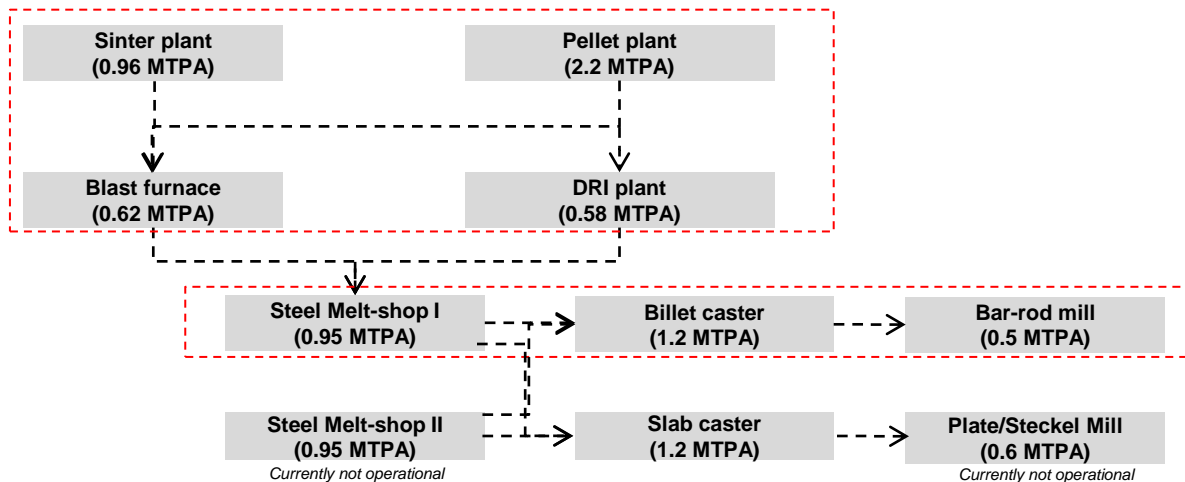 Sinter plant
(0.96 MTPA)
Pellet plant
(2.2 MTPA)
Blast furnace
(0.62 MTPA)
DRI plant
(0.58 MTPA)
Steel Melt-shop I
(0.95 MTPA)
Billet caster
(1.2 MTPA)
Bar-rod mill
(0.5 MTPA)
Steel Melt-shop II
(0.95 MTPA)
Currently not operational
Slab caster
(1.2 MTPA)
Plate/Steckel Mill
(0.6 MTPA)
Currently not operational